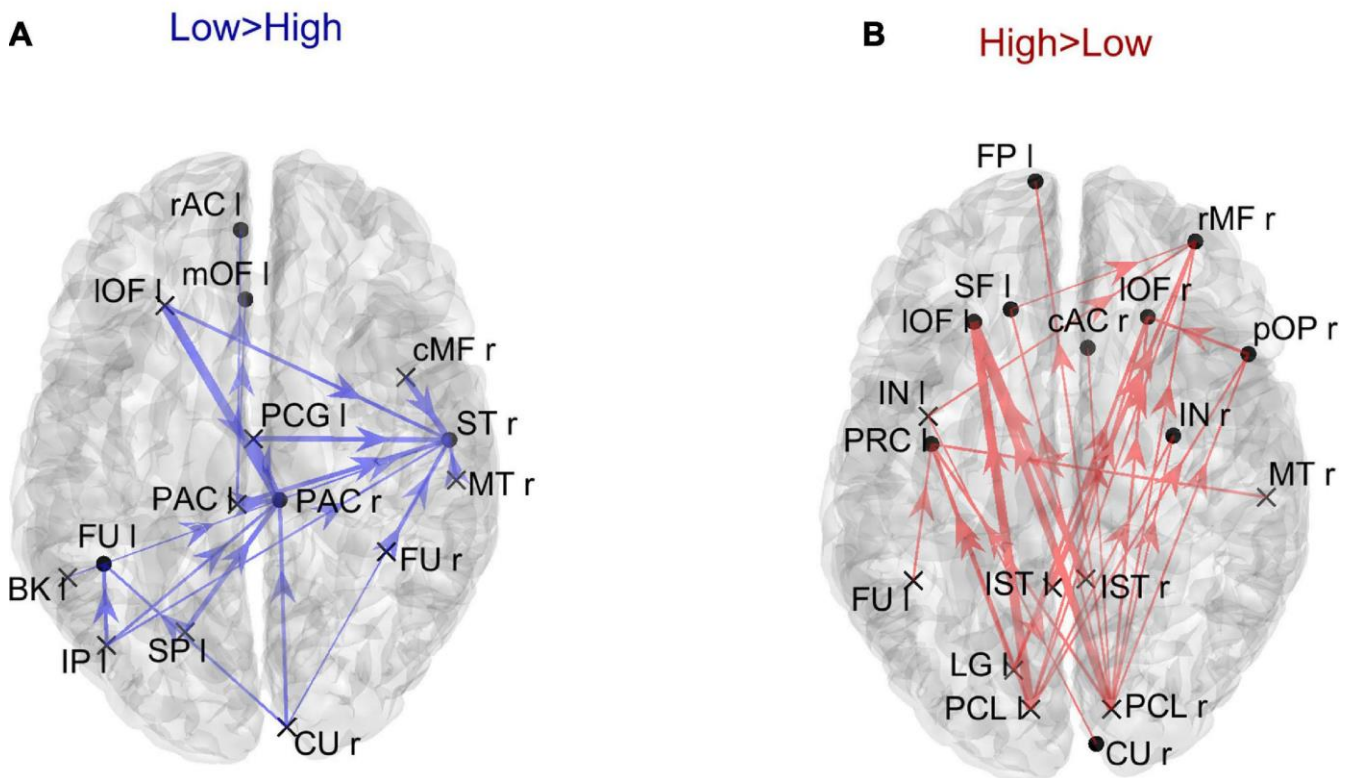 A
Low>High
rAC l
mOF l
lOF l
cMF r
PCG l
ST r
MT r
PAC l
PAC r
FU l
FU r
BK l
SP l
IP l
CU r
B
High>Low
FP l
rMF r
SF l
lOF r
lOF l
cAC r
pOP r
IN l
IN r
PRC l
MT r
FU l
IST l
IST r
LG l
PCL l
PCL r
CU r